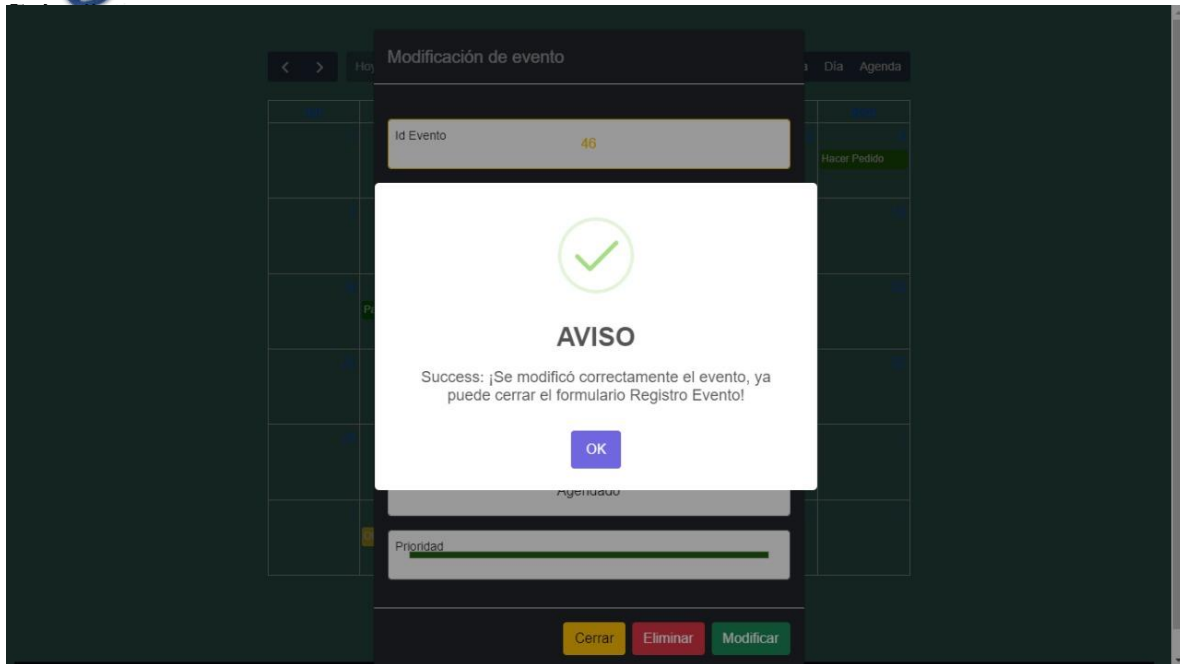 Modificación de evento
Hoy
Día Agenda
Id Evento
46
Hacer Pedido
AVISO
Success: ¡Se modificó correctamente el evento, ya
puede cerrar el formulario Registro Evento!
OK
Agendado
Prioridad
Cerrar Eliminar Modificar